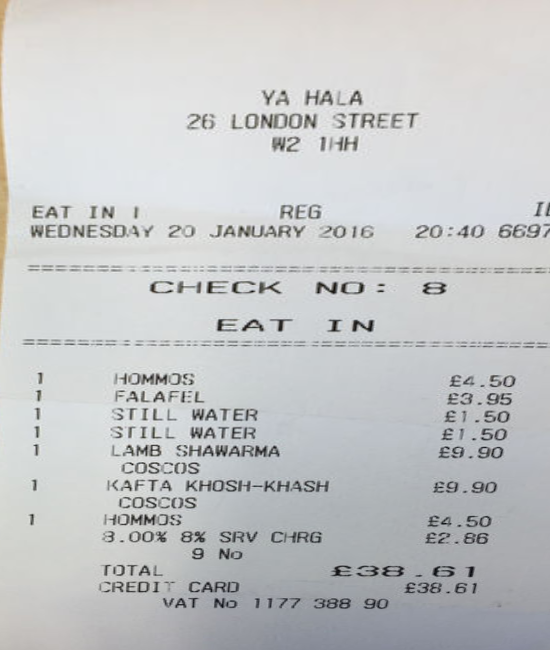 YA HALA
26 LONDON STREET
W2 1HH
EAT IN 1 REG
WEDNESDAY 20 JANUARY 2016 20:40 6697
==================================
CHECK NO: 8
EAT IN
==================================
1 HOMMOS £4.50
1 FALAFEL £3.95
1 STILL WATER £1.50
1 STILL WATER £1.50
1 LAMB SHAWARMA £9.90
COSCOS
1 KAFTA KHOSH-KHASH £9.90
COSCOS
1 HOMMOS £4.50
8.00% 8% SRV CHRG £2.86
9 No
TOTAL £38.61
CREDIT CARD £38.61
VAT No 1177 388 90